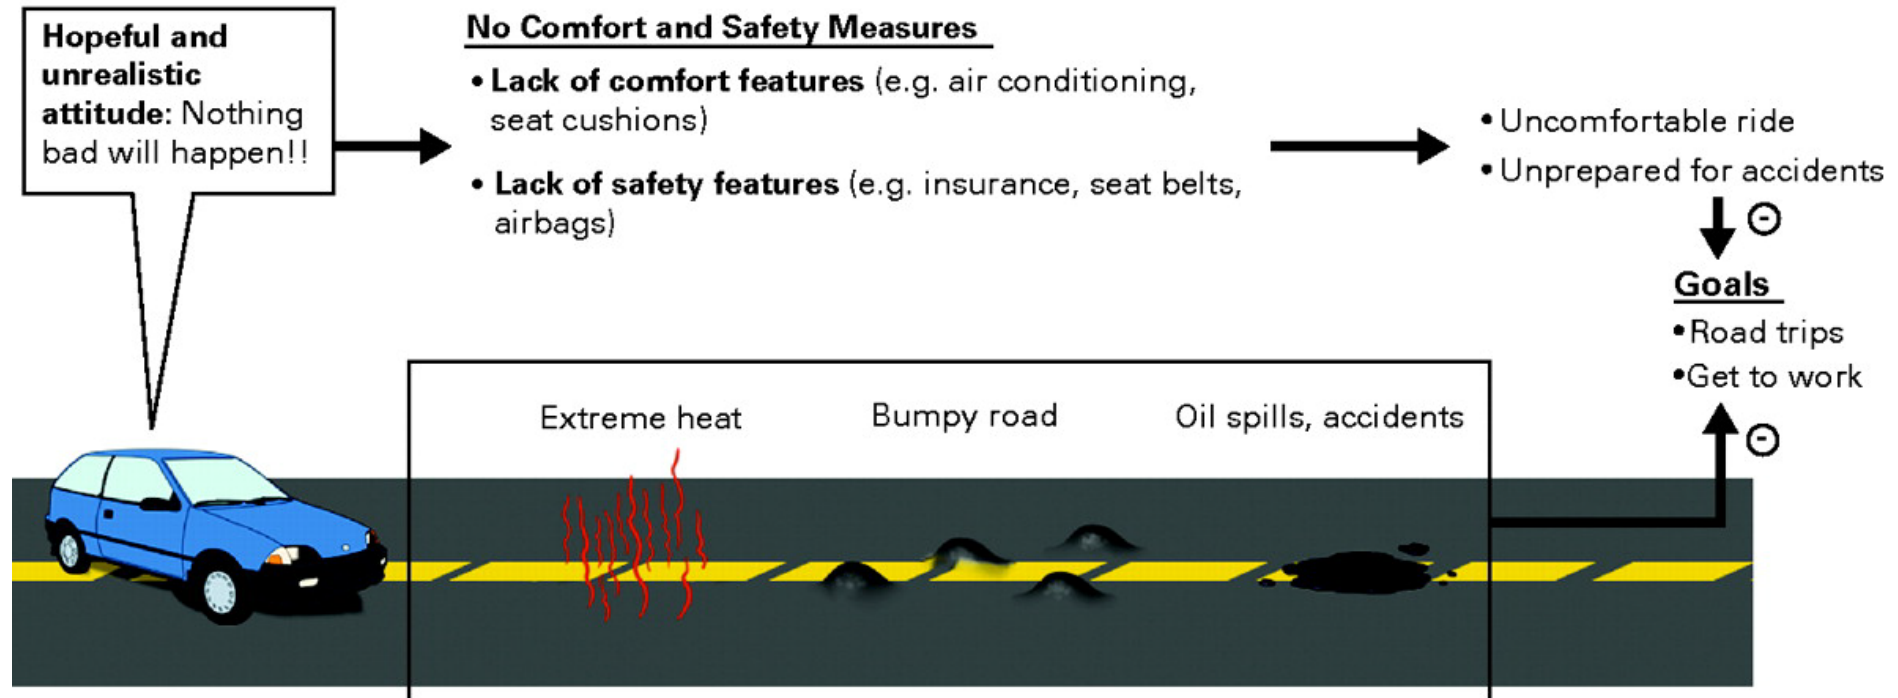 Hopeful and
unrealistic
attitude: Nothing
bad will happen!!
No Comfort and Safety Measures
• Lack of comfort features (e.g. air conditioning,
seat cushions)
• Lack of safety features (e.g. insurance, seat belts,
airbags)
• Uncomfortable ride
• Unprepared for accidents
-
Goals
• Road trips
• Get to work
-
Extreme heat
Bumpy road
Oil spills, accidents